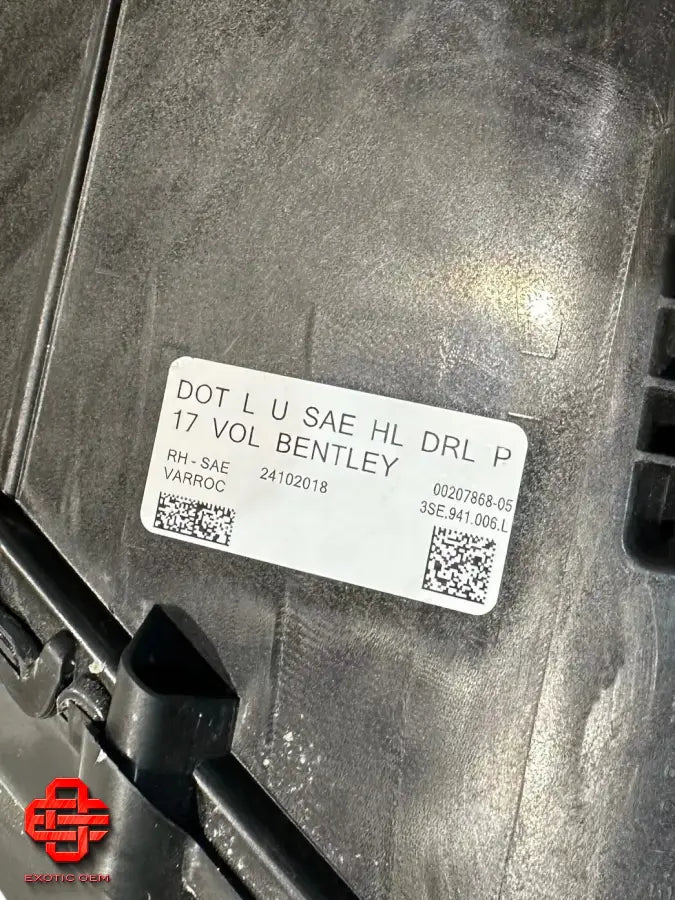 DOT L U SAE HL DRL P
17 VOL BENTLEY
RH - SAE
VARROC
24102018
00207868-05
3SE.941.006.L
EXOTIC OEM